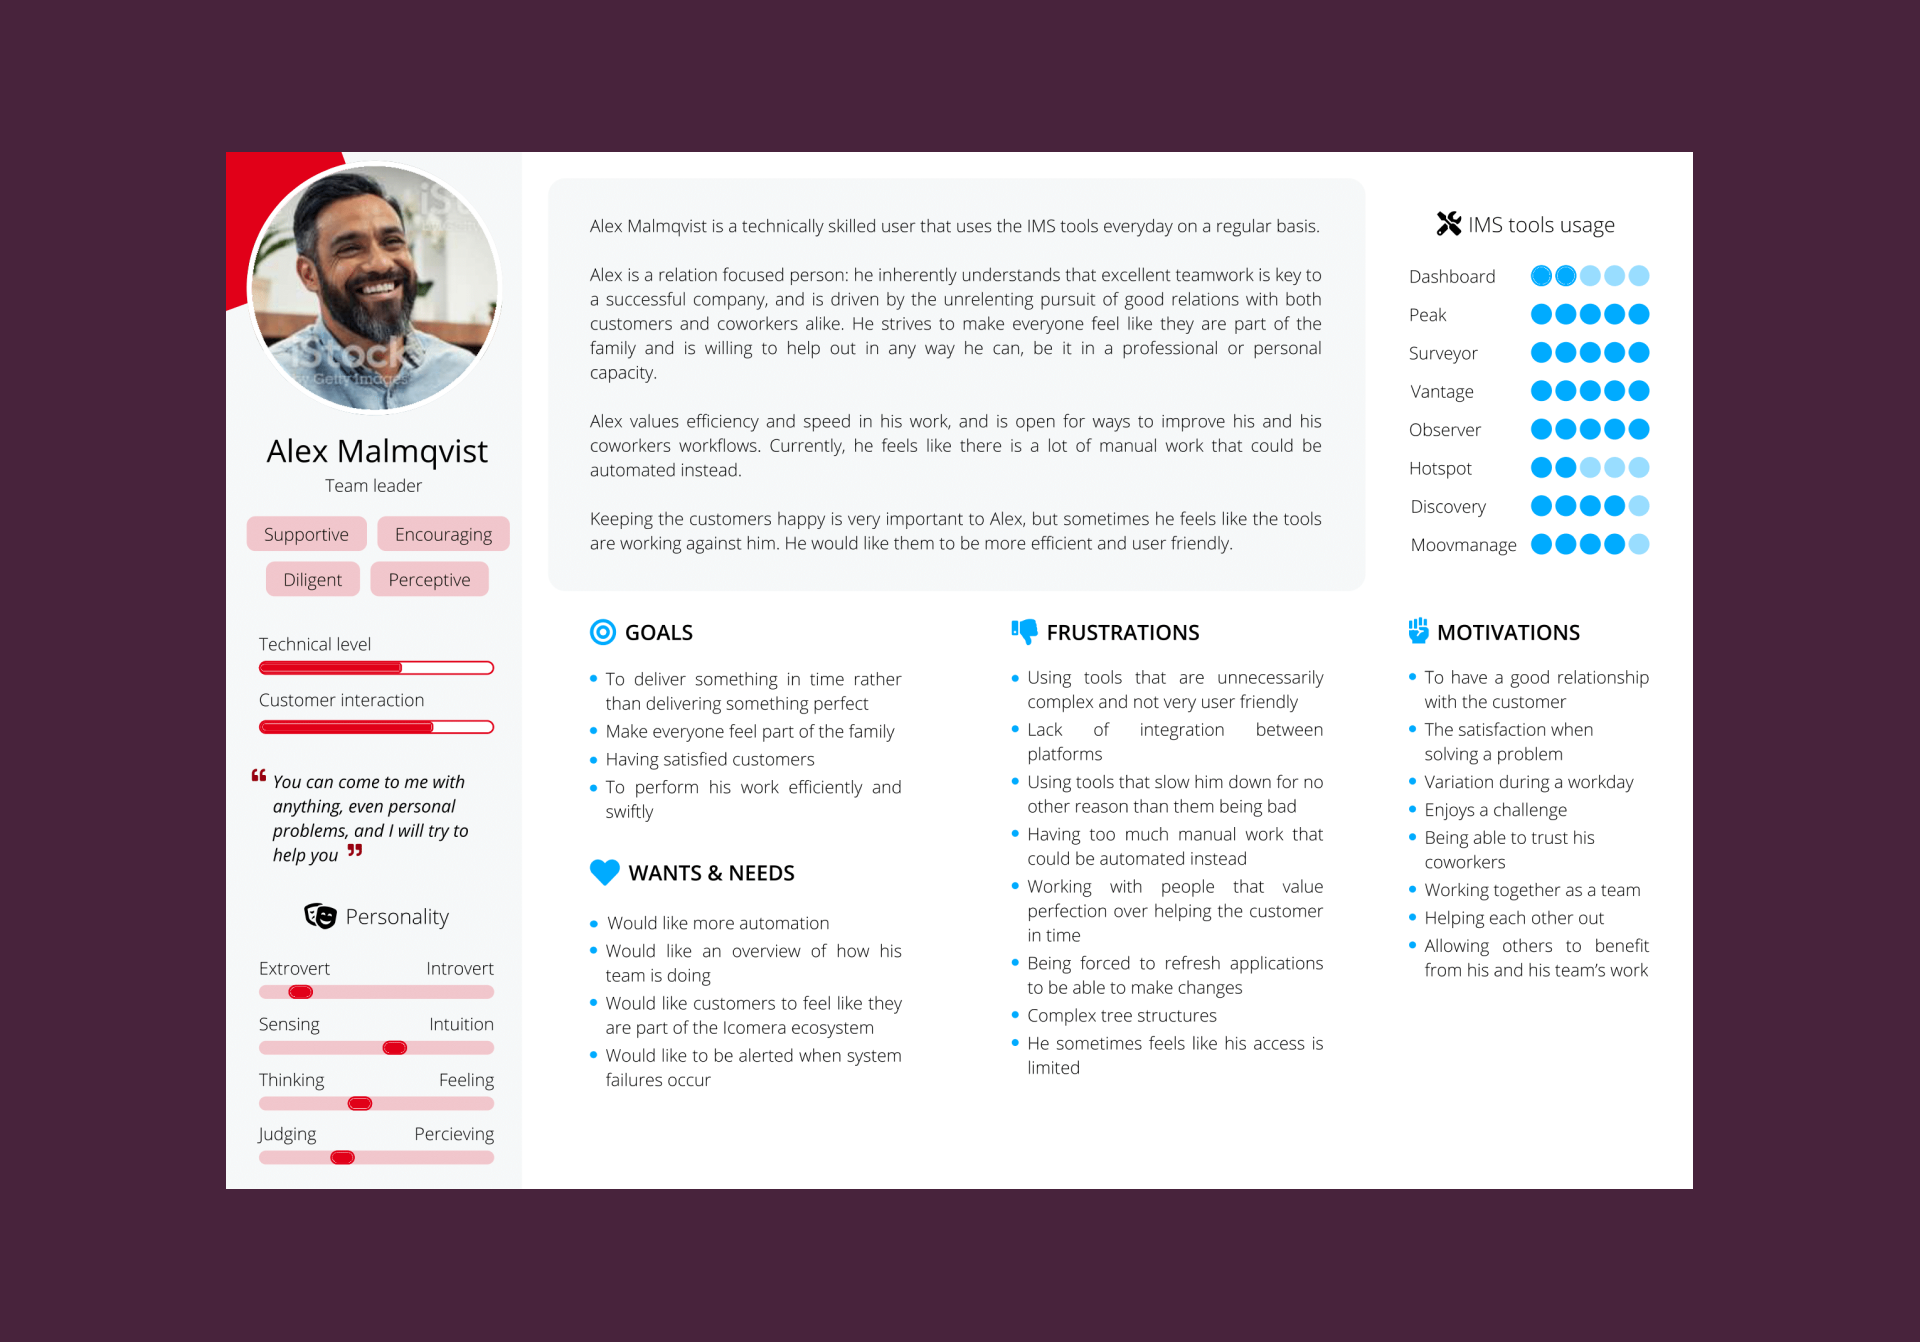 iStock
by Getty Images
Alex Malmqvist
Team leader
Supportive
Encouraging
Diligent
Perceptive
Technical level
Customer interaction
“ You can come to me with
anything, even personal
problems, and I will try to
help you ”
Personality
Extrovert Introvert
Sensing Intuition
Thinking Feeling
Judging Percieving
Alex Malmqvist is a technically skilled user that uses the IMS tools everyday on a regular basis.
Alex is a relation focused person: he inherently understands that excellent teamwork is key to
a successful company, and is driven by the unrelenting pursuit of good relations with both
customers and coworkers alike. He strives to make everyone feel like they are part of the
family and is willing to help out in any way he can, be it in a professional or personal
capacity.
Alex values efficiency and speed in his work, and is open for ways to improve his and his
coworkers workflows. Currently, he feels like there is a lot of manual work that could be
automated instead.
Keeping the customers happy is very important to Alex, but sometimes he feels like the tools
are working against him. He would like them to be more efficient and user friendly.
IMS tools usage
Dashboard
Peak
Surveyor
Vantage
Observer
Hotspot
Discovery
Moovmanage
GOALS
• To deliver something in time rather
than delivering something perfect
• Make everyone feel part of the family
• Having satisfied customers
• To perform his work efficiently and
swiftly
WANTS & NEEDS
• Would like more automation
• Would like an overview of how his
team is doing
• Would like customers to feel like they
are part of the Icomera ecosystem
• Would like to be alerted when system
failures occur
FRUSTRATIONS
• Using tools that are unnecessarily
complex and not very user friendly
• Lack of integration between
platforms
• Using tools that slow him down for no
other reason than them being bad
• Having too much manual work that
could be automated instead
• Working with people that value
perfection over helping the customer
in time
• Being forced to refresh applications
to be able to make changes
• Complex tree structures
• He sometimes feels like his access is
limited
MOTIVATIONS
• To have a good relationship
with the customer
• The satisfaction when
solving a problem
• Variation during a workday
• Enjoys a challenge
• Being able to trust his
coworkers
• Working together as a team
• Helping each other out
• Allowing others to benefit
from his and his team’s work